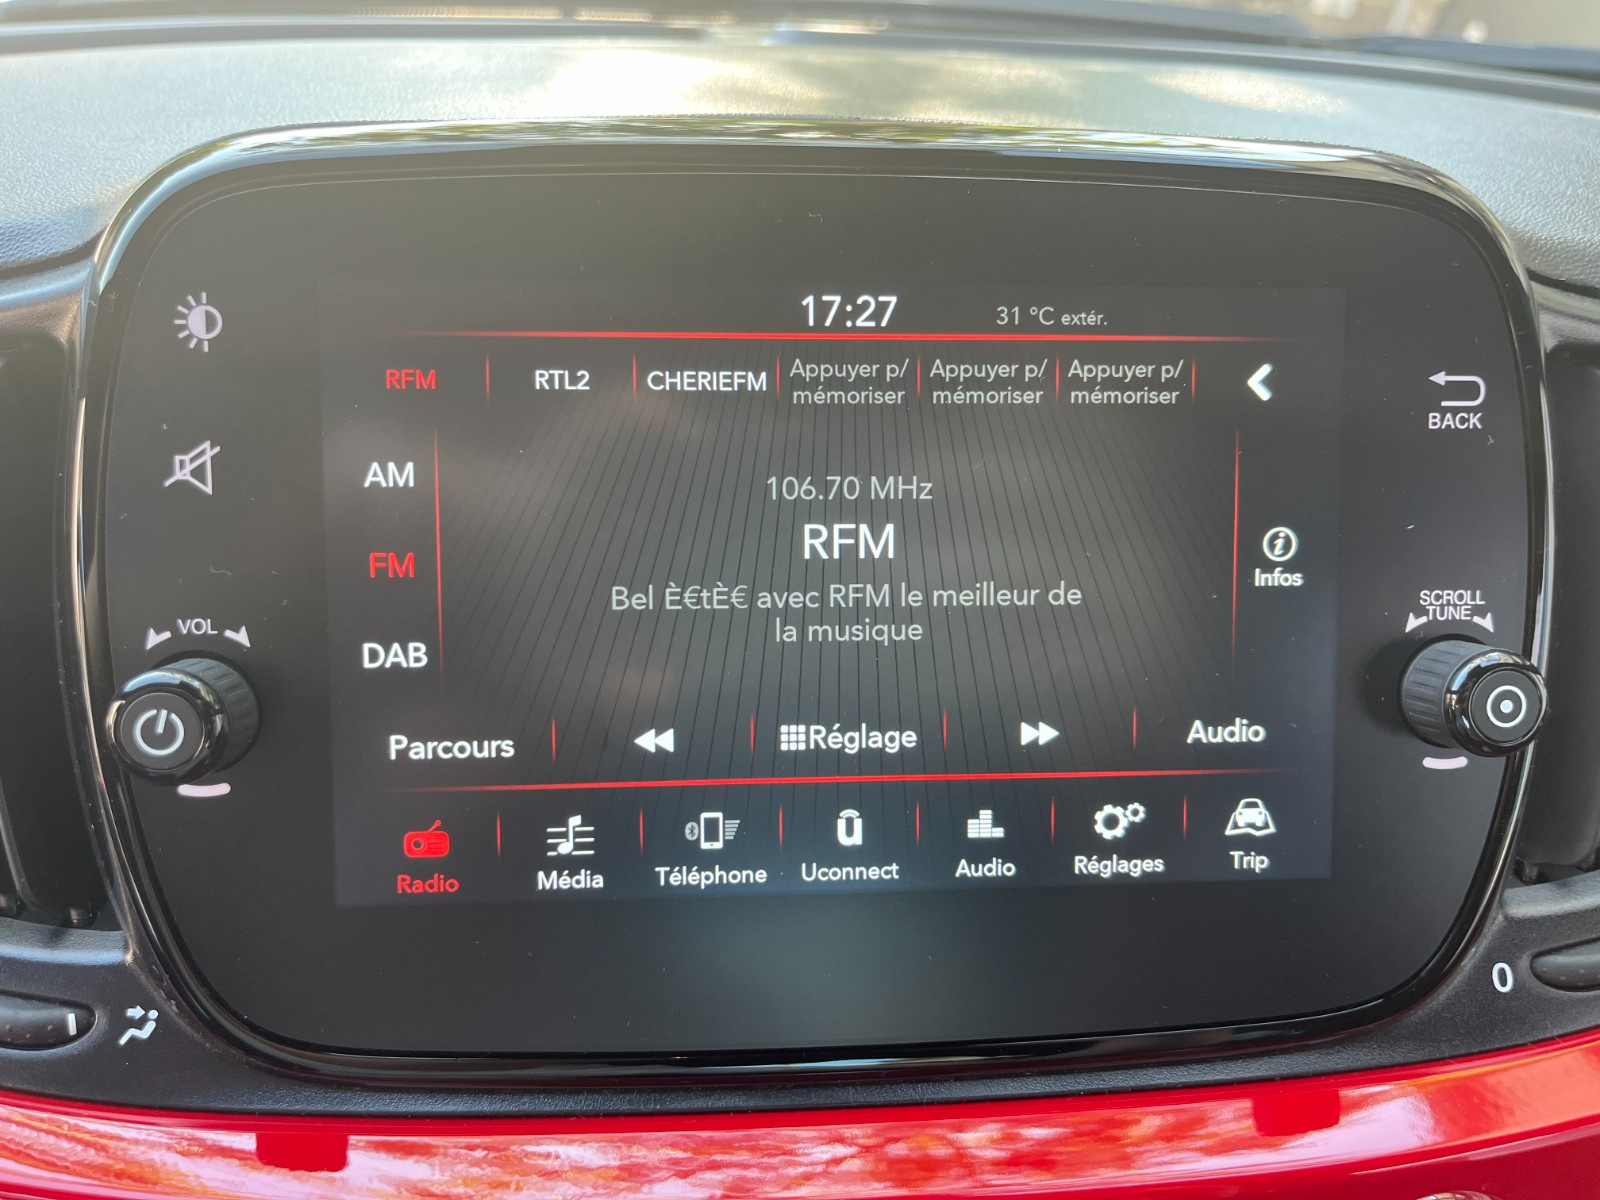 17:27
31 °C extér.
RFM
RTL2
CHERIEFM
Appuyer p/
mémoriser
Appuyer p/
mémoriser
Appuyer p/
mémoriser
BACK
AM
106.70 MHz
RFM
FM
Infos
Bel È€tÈ€ avec RFM le meilleur de
la musique
SCROLL
TUNE
VOL
DAB
Parcours
Réglage
Audio
Radio
Média
Téléphone
Uconnect
Audio
Réglages
Trip
0